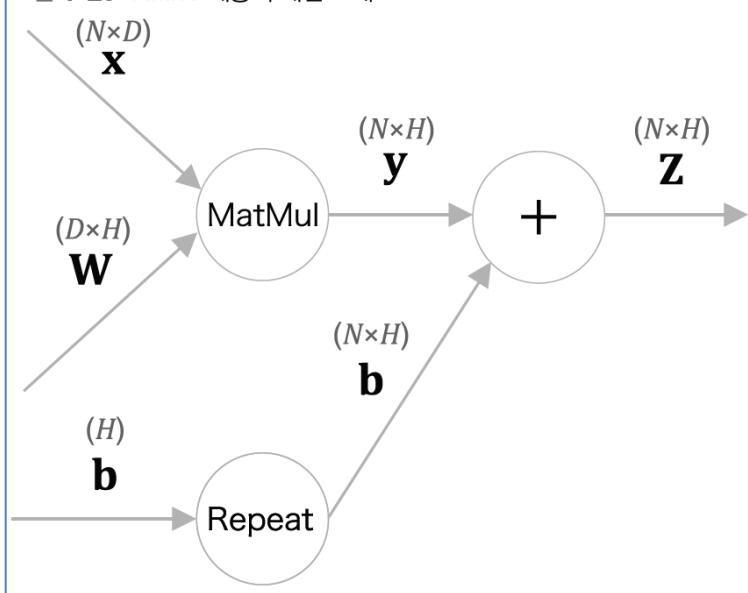 (N×D)
x
(N×H)
y
(N×H)
Z
MatMul
+
(D×H)
W
(N×H)
b
(H)
b
Repeat